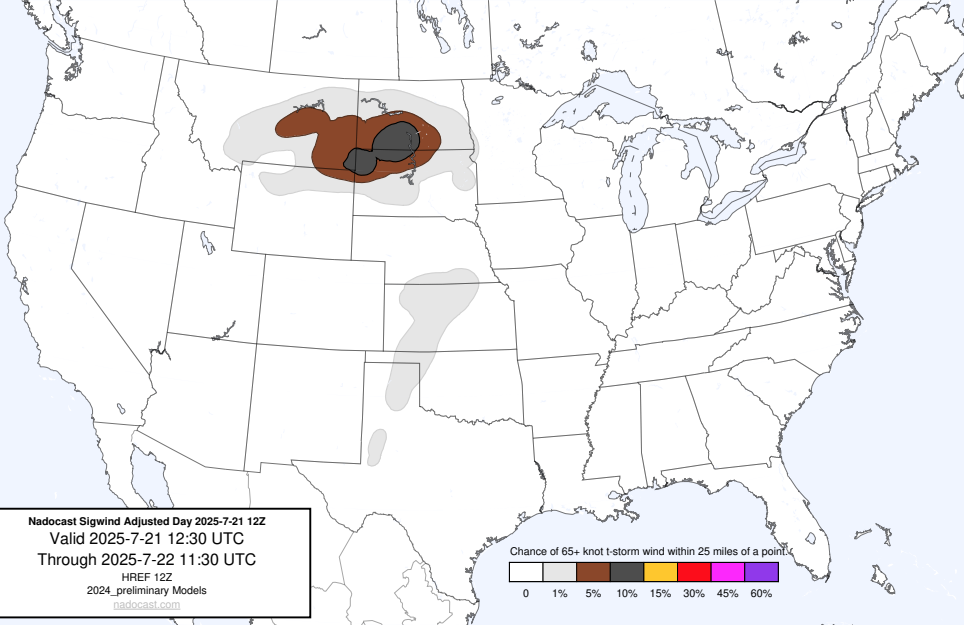 Nadocast Sigwind Adjusted Day 2025-7-21 12Z
Valid 2025-7-21 12:30 UTC
Through 2025-7-22 11:30 UTC
HREF 12Z
2024_preliminary Models
nadocast.com
Chance of 65+ knot t-storm wind within 25 miles of a point.
0 1% 5% 10% 15% 30% 45% 60%